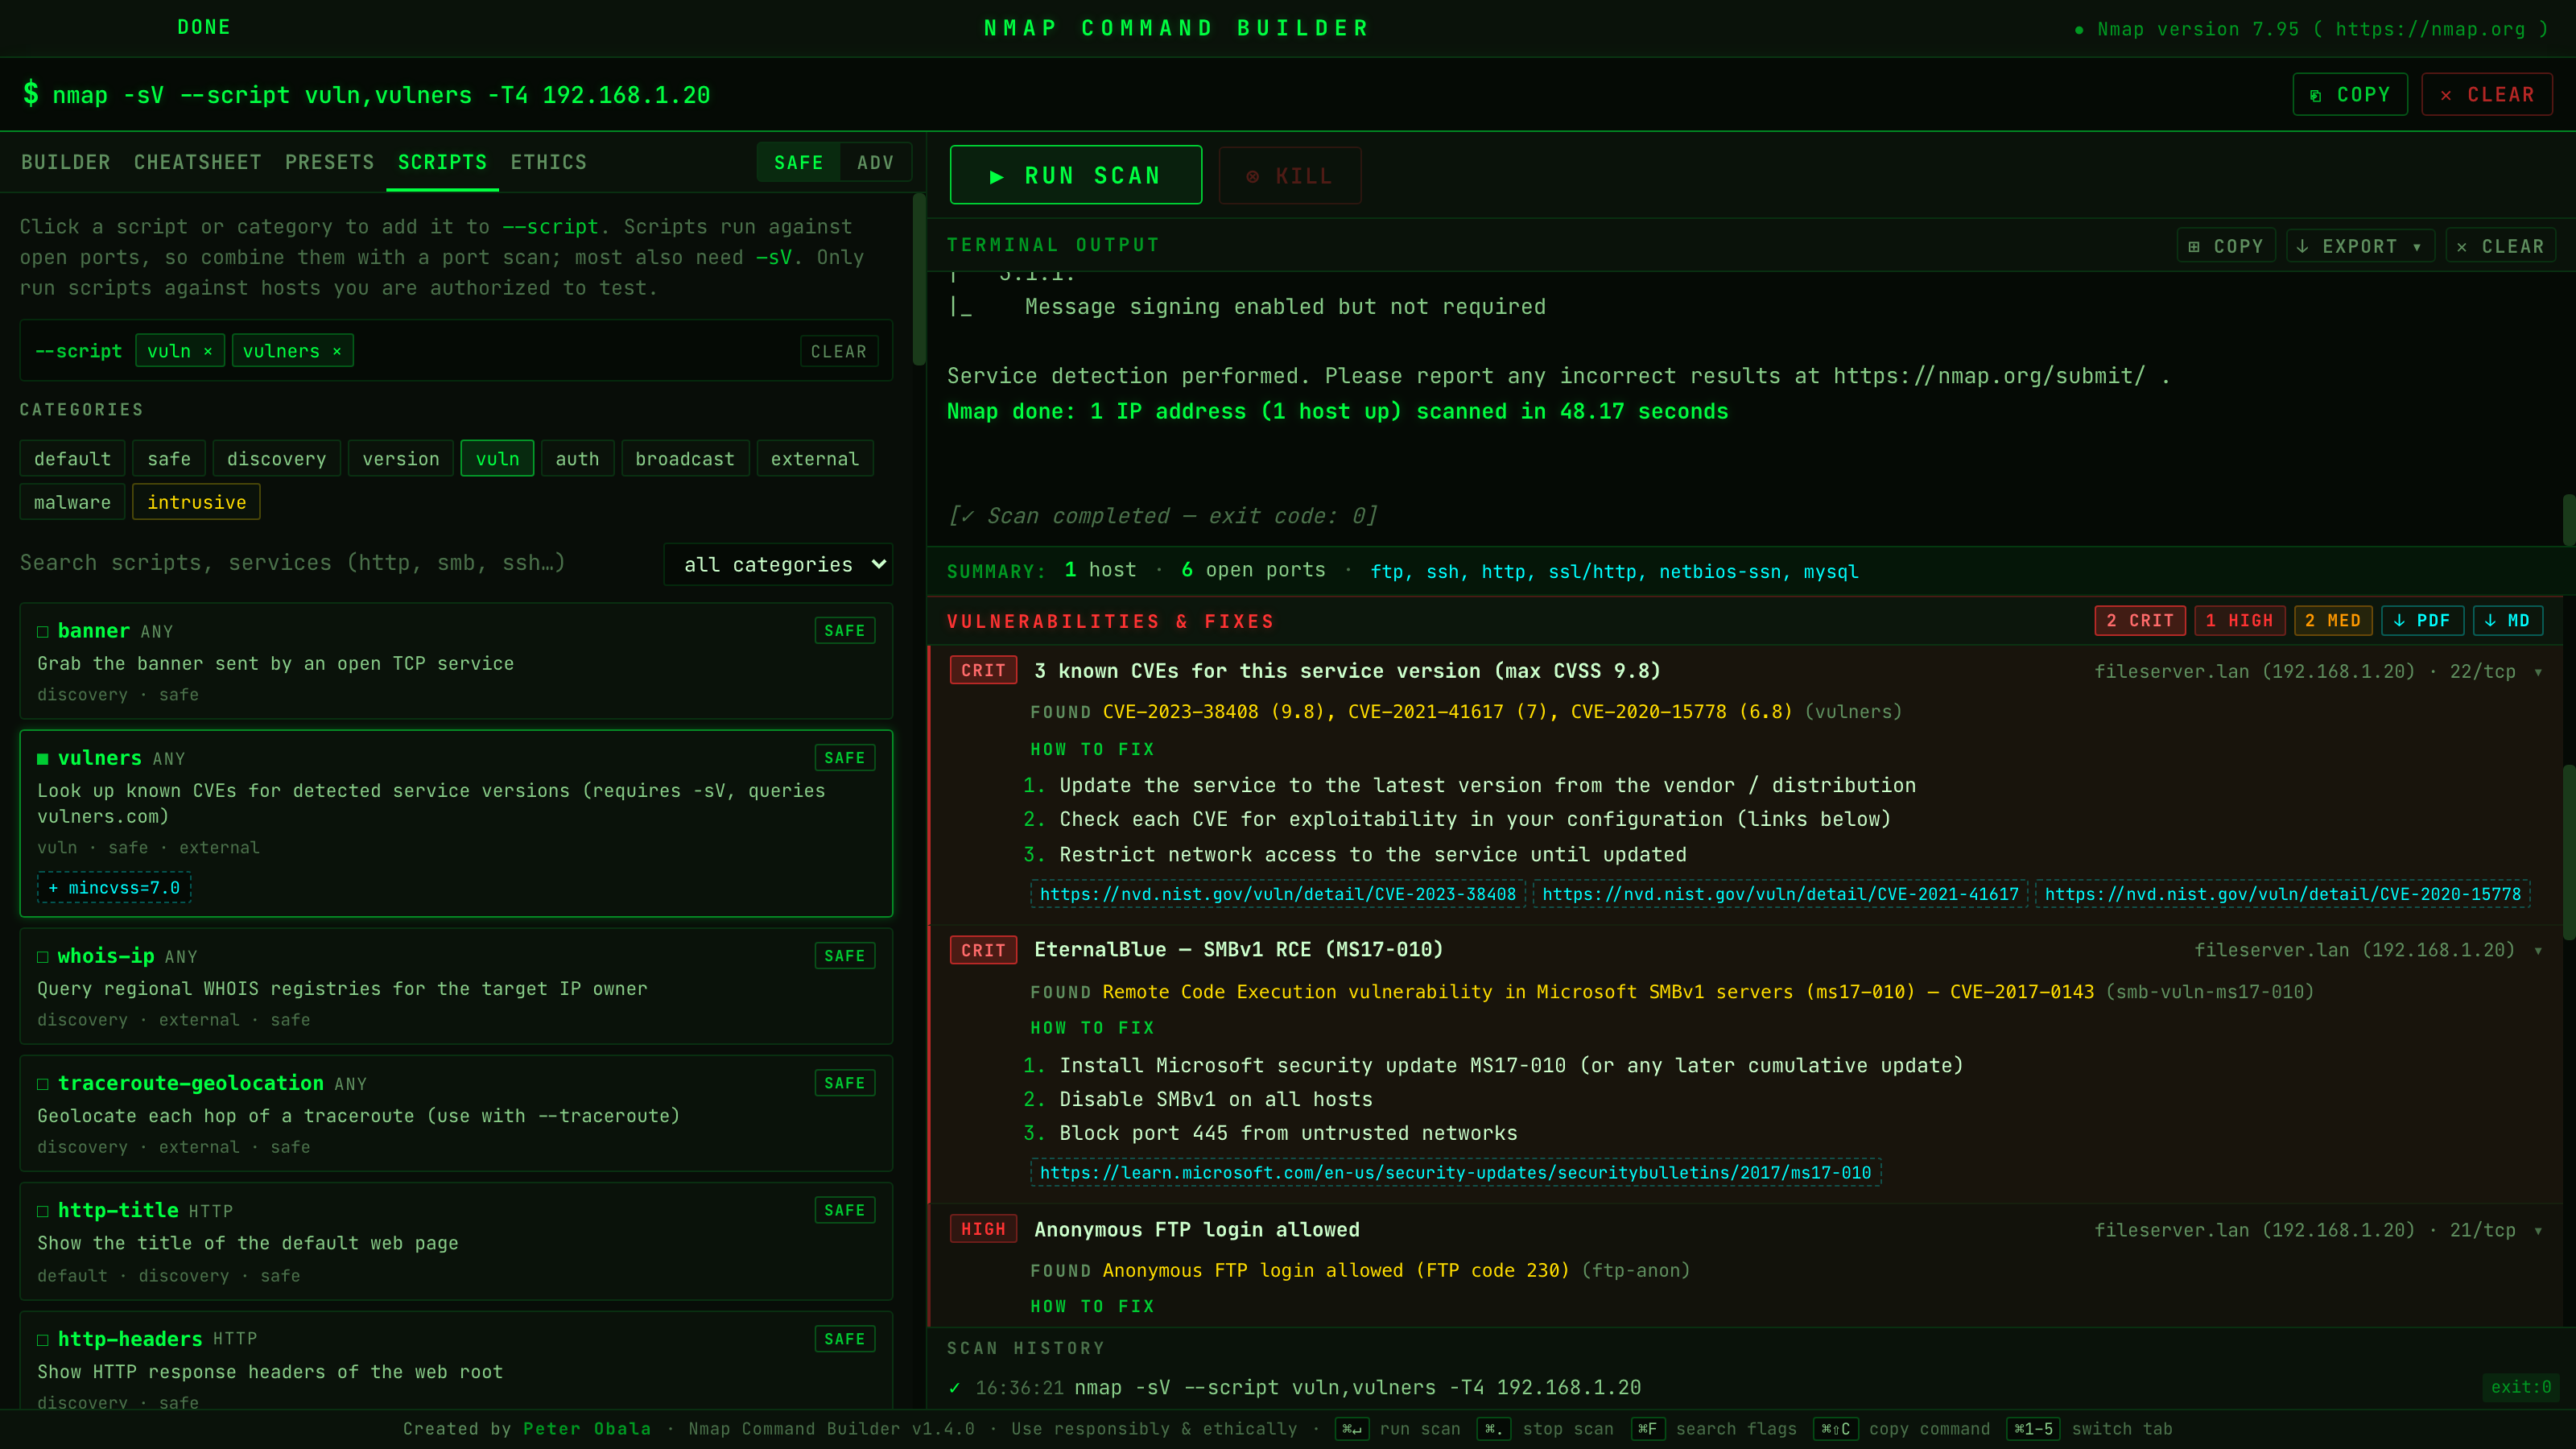 DONE
NMAP COMMAND BUILDER
● Nmap version 7.95 ( https://nmap.org )
$ nmap -sV --script vuln,vulners -T4 192.168.1.20
COPY
× CLEAR
BUILDER CHEATSHEET PRESETS SCRIPTS ETHICS
SAFE ADV
Click a script or category to add it to --script. Scripts run against
open ports, so combine them with a port scan; most also need -sV. Only
run scripts against hosts you are authorized to test.
--script vuln × vulners × CLEAR
CATEGORIES
default safe discovery version vuln auth broadcast external
malware intrusive
Search scripts, services (http, smb, ssh…) all categories
banner ANY SAFE
Grab the banner sent by an open TCP service
discovery · safe
vulners ANY SAFE
Look up known CVEs for detected service versions (requires -sV, queries
vulners.com)
vuln · safe · external
+ mincvss=7.0
whois-ip ANY SAFE
Query regional WHOIS registries for the target IP owner
discovery · external · safe
traceroute-geolocation ANY SAFE
Geolocate each hop of a traceroute (use with --traceroute)
discovery · external · safe
http-title HTTP SAFE
Show the title of the default web page
default · discovery · safe
http-headers HTTP SAFE
Show HTTP response headers of the web root
discovery · safe
▶ RUN SCAN ⊗ KILL
TERMINAL OUTPUT
⊞ COPY ↓ EXPORT ▾ × CLEAR
| 3.1.1:
|_ Message signing enabled but not required
Service detection performed. Please report any incorrect results at https://nmap.org/submit/ .
Nmap done: 1 IP address (1 host up) scanned in 48.17 seconds
[✓ Scan completed — exit code: 0]
SUMMARY: 1 host · 6 open ports · ftp, ssh, http, ssl/http, netbios-ssn, mysql
VULNERABILITIES & FIXES 2 CRIT 1 HIGH 2 MED ↓ PDF ↓ MD
CRIT 3 known CVEs for this service version (max CVSS 9.8) fileserver.lan (192.168.1.20) · 22/tcp ▾
FOUND CVE-2023-38408 (9.8), CVE-2021-41617 (7), CVE-2020-15778 (6.8) (vulners)
HOW TO FIX
1. Update the service to the latest version from the vendor / distribution
2. Check each CVE for exploitability in your configuration (links below)
3. Restrict network access to the service until updated
https://nvd.nist.gov/vuln/detail/CVE-2023-38408 https://nvd.nist.gov/vuln/detail/CVE-2021-41617 https://nvd.nist.gov/vuln/detail/CVE-2020-15778
CRIT EternalBlue — SMBv1 RCE (MS17-010) fileserver.lan (192.168.1.20) ▾
FOUND Remote Code Execution vulnerability in Microsoft SMBv1 servers (ms17-010) — CVE-2017-0143 (smb-vuln-ms17-010)
HOW TO FIX
1. Install Microsoft security update MS17-010 (or any later cumulative update)
2. Disable SMBv1 on all hosts
3. Block port 445 from untrusted networks
https://learn.microsoft.com/en-us/security-updates/securitybulletins/2017/ms17-010
HIGH Anonymous FTP login allowed fileserver.lan (192.168.1.20) · 21/tcp ▾
FOUND Anonymous FTP login allowed (FTP code 230) (ftp-anon)
HOW TO FIX
SCAN HISTORY
✓ 16:36:21 nmap -sV --script vuln,vulners -T4 192.168.1.20 exit:0
Created by Peter Obala · Nmap Command Builder v1.4.0 · Use responsibly & ethically · ⌘↵ run scan ⌘. stop scan ⌘F search flags ⌘⇧C copy command ⌘1-5 switch tab